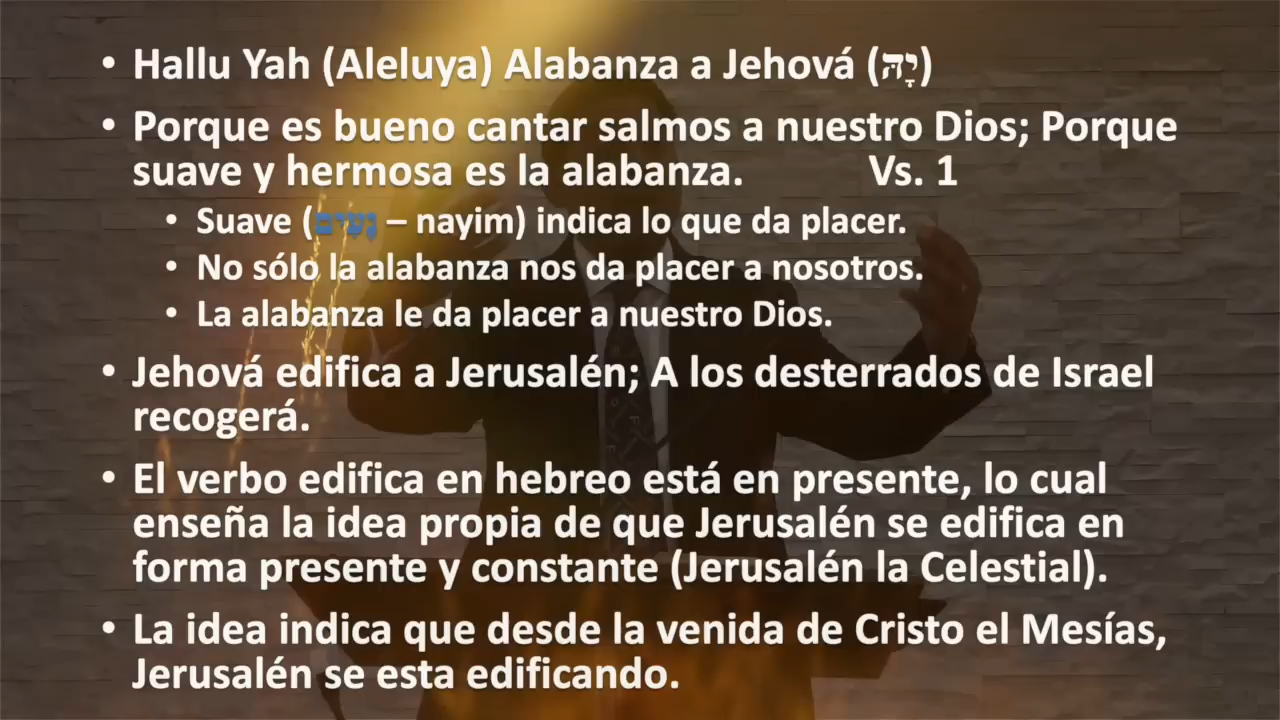 • Hallu Yah (Aleluya) Alabanza a Jehová (יָהּ)
• Porque es bueno cantar salmos a nuestro Dios; Porque
suave y hermosa es la alabanza. Vs. 1
• Suave (נָעִים – nayim) indica lo que da placer.
• No sólo la alabanza nos da placer a nosotros.
• La alabanza le da placer a nuestro Dios.
• Jehová edifica a Jerusalén; A los desterrados de Israel
recogerá.
• El verbo edifica en hebreo está en presente, lo cual
enseña la idea propia de que Jerusalén se edifica en
forma presente y constante (Jerusalén la Celestial).
• La idea indica que desde la venida de Cristo el Mesías,
Jerusalén se esta edificando.